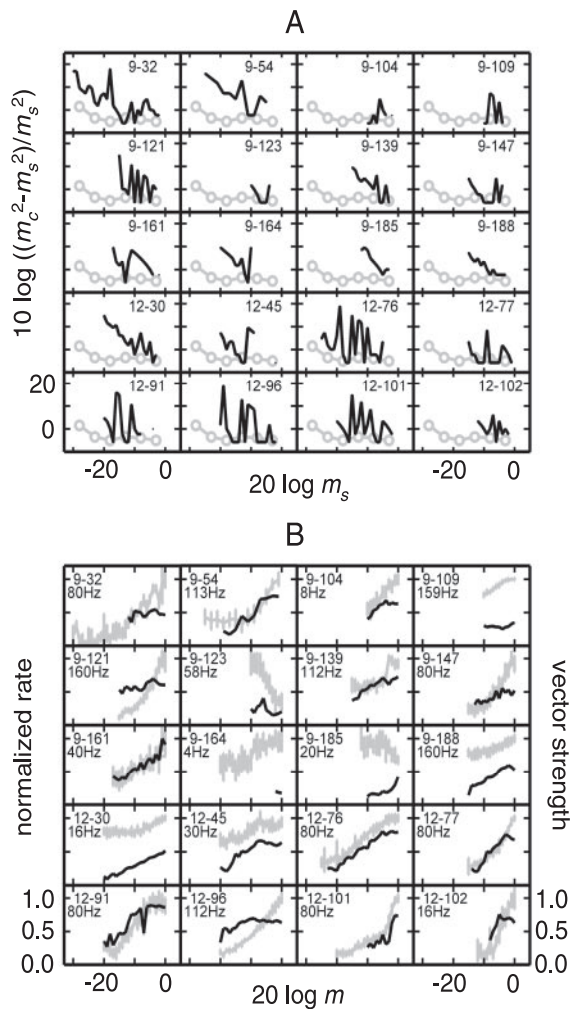 A
10 log ((m_c^2-m_s^2)/m_s^2)
9-32 9-54 9-104 9-109
9-121 9-123 9-139 9-147
9-161 9-164 9-185 9-188
12-30 12-45 12-76 12-77
20
0
12-91 12-96 12-101 12-102
-20 0 -20 0
20 log m_s
B
normalized rate
vector strength
9-32 9-54 9-104 9-109
80Hz 113Hz 8Hz 159Hz
9-121 9-123 9-139 9-147
160Hz 58Hz 112Hz 80Hz
9-161 9-164 9-185 9-188
40Hz 4Hz 20Hz 160Hz
12-30 12-45 12-76 12-77
16Hz 30Hz 80Hz 80Hz
1.0 12-91 12-96 12-101 12-102 1.0
80Hz 112Hz 80Hz 16Hz
0.5 0.5
0.0 0.0
-20 0 -20 0
20 log m